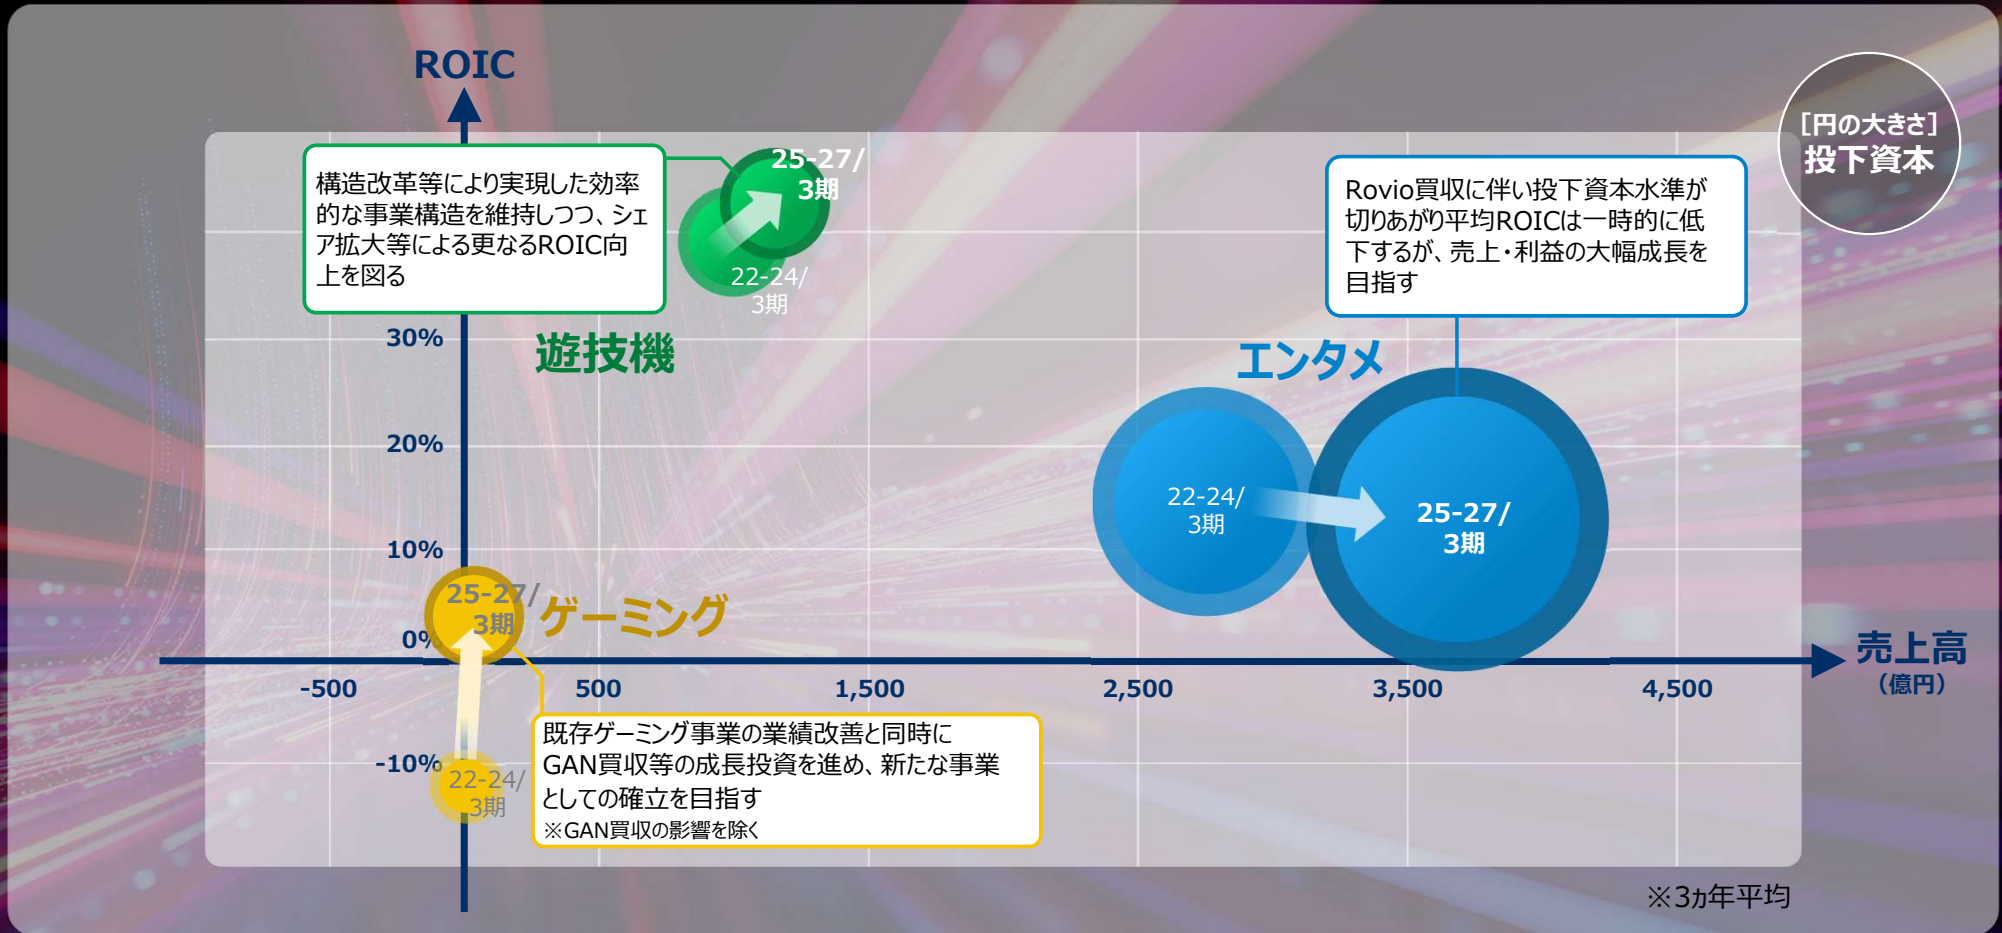 ROIC
[円の大きさ]
投下資本
構造改革等により実現した効率
的な事業構造を維持しつつ、シェ
ア拡大等による更なるROIC向
上を図る
25-27/
3期
22-24/
3期
遊技機
Rovio買収に伴い投下資本水準が
切りあがり平均ROICは一時的に低
下するが、売上・利益の大幅成長を
目指す
エンタメ
22-24/
3期
25-27/
3期
30%
20%
10%
0%
-10%
25-27/
3期
ゲーミング
22-24/
3期
既存ゲーミング事業の業績改善と同時に
GAN買収等の成長投資を進め、新たな事業
としての確立を目指す
※GAN買収の影響を除く
-500
500
1,500
2,500
3,500
4,500
売上高
（億円）
※3ヵ年平均